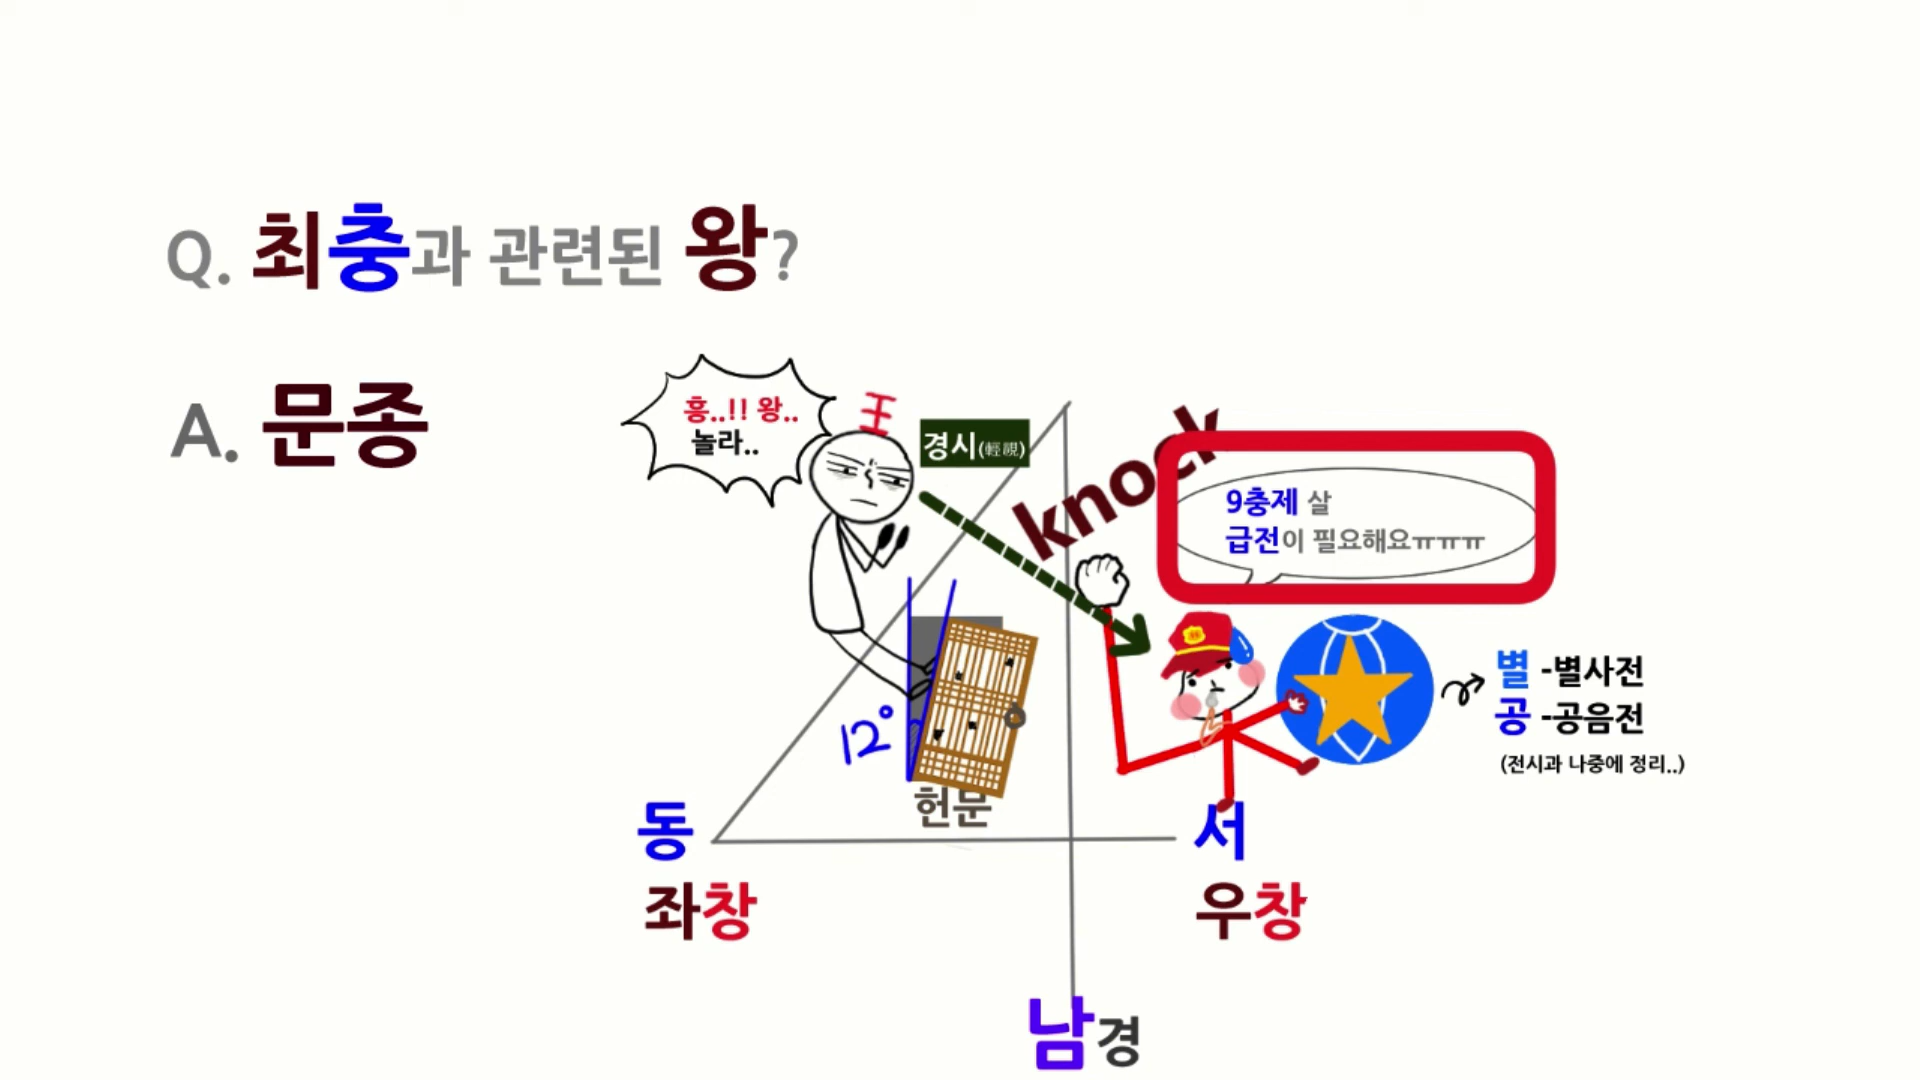 Q. 최충과 관련된 왕?
A. 문종
흥..!! 왕..
놀라..
王
경시(輕視)
knock
9충제 살
급전이 필요해요ㅠㅠㅠ
별 -별사전
공 -공음전
(전시과 나중에 정리..)
12°
헌문
동
서
좌창
우창
남경